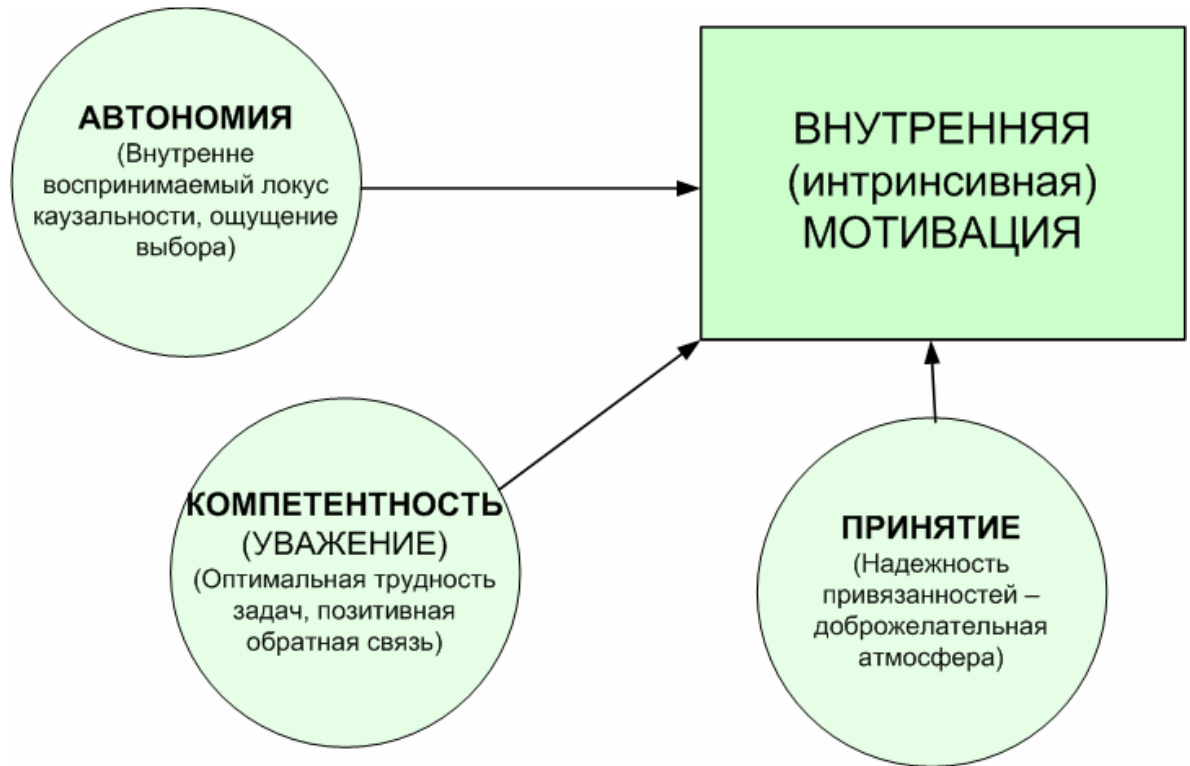 АВТОНОМИЯ
(Внутренне
воспринимаемый локус
каузальности, ощущение
выбора)
ВНУТРЕННЯЯ
(интринсивная)
МОТИВАЦИЯ
КОМПЕТЕНТНОСТЬ
(УВАЖЕНИЕ)
(Оптимальная трудность
задач, позитивная
обратная связь)
ПРИНЯТИЕ
(Надежность
привязанностей –
доброжелательная
атмосфера)